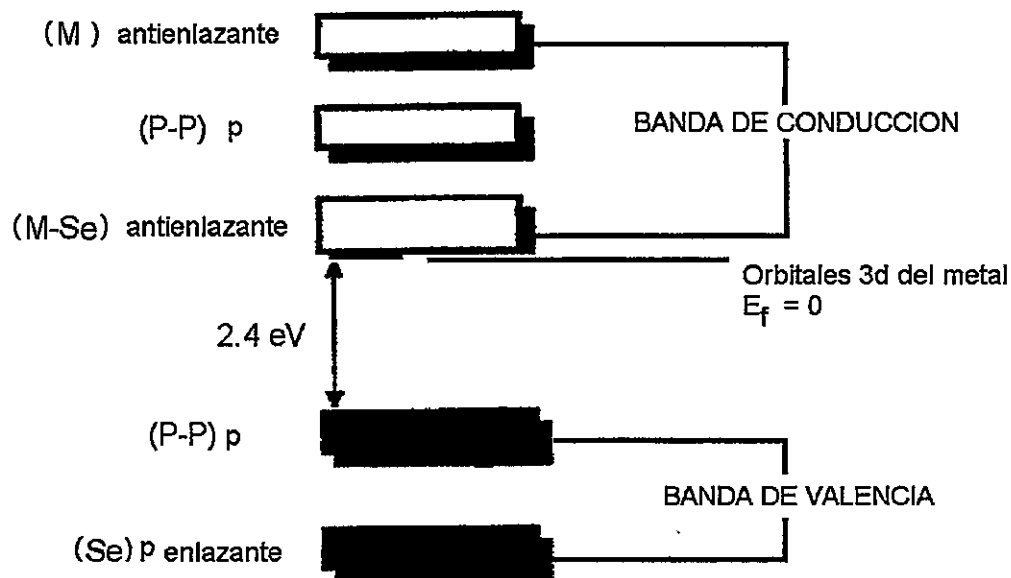 (M) antienlazante
(P-P) p
BANDA DE CONDUCCION
(M-Se) antienlazante
Orbitales 3d del metal
Ef = 0
2.4 eV
(P-P) p
BANDA DE VALENCIA
(Se) p enlazante